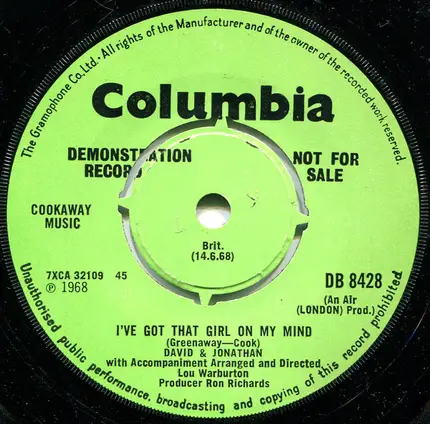 The Gramophone Co. Ltd. · All rights of the Manufacturer and of the owner of the recorded work reserved.
Columbia
DEMONSTRATION
RECORD
NOT FOR
SALE
COOKAWAY
MUSIC
Brit.
(14.6.68)
7XCA 32109 45
℗ 1968
DB 8428
(An Air
(LONDON) Prod.)
I'VE GOT THAT GIRL ON MY MIND
(Greenaway—Cook)
DAVID & JONATHAN
with Accompaniment Arranged and Directed
Lou Warburton
Producer Ron Richards
Unauthorised public performance, broadcasting and copying of this record prohibited